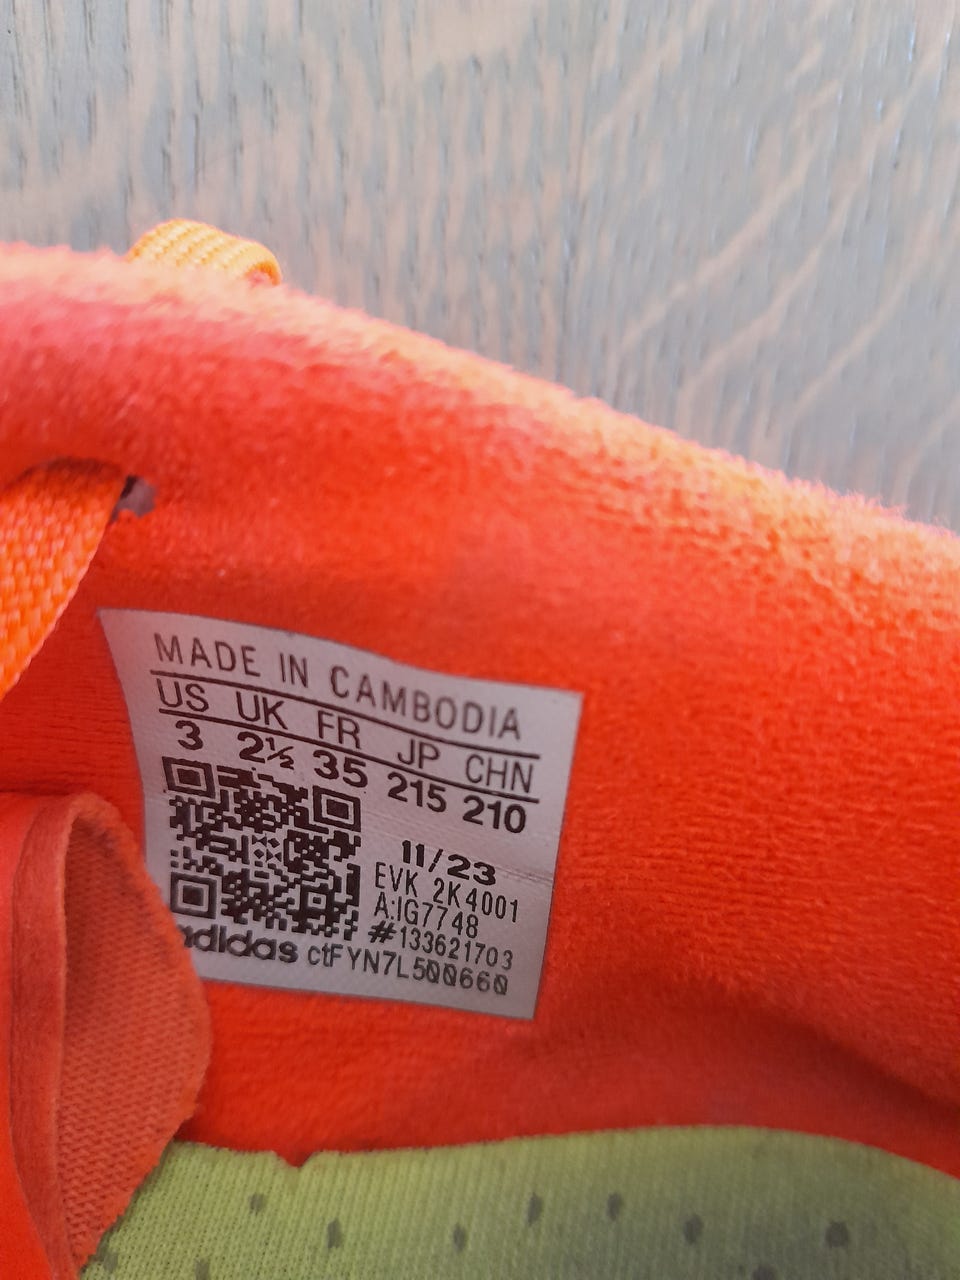 MADE IN CAMBODIA
US UK FR JP CHN
3 2½ 35 215 210
11/23
EVK 2K4001
A:IG7748
#133621703
adidas ctFYN7L500660